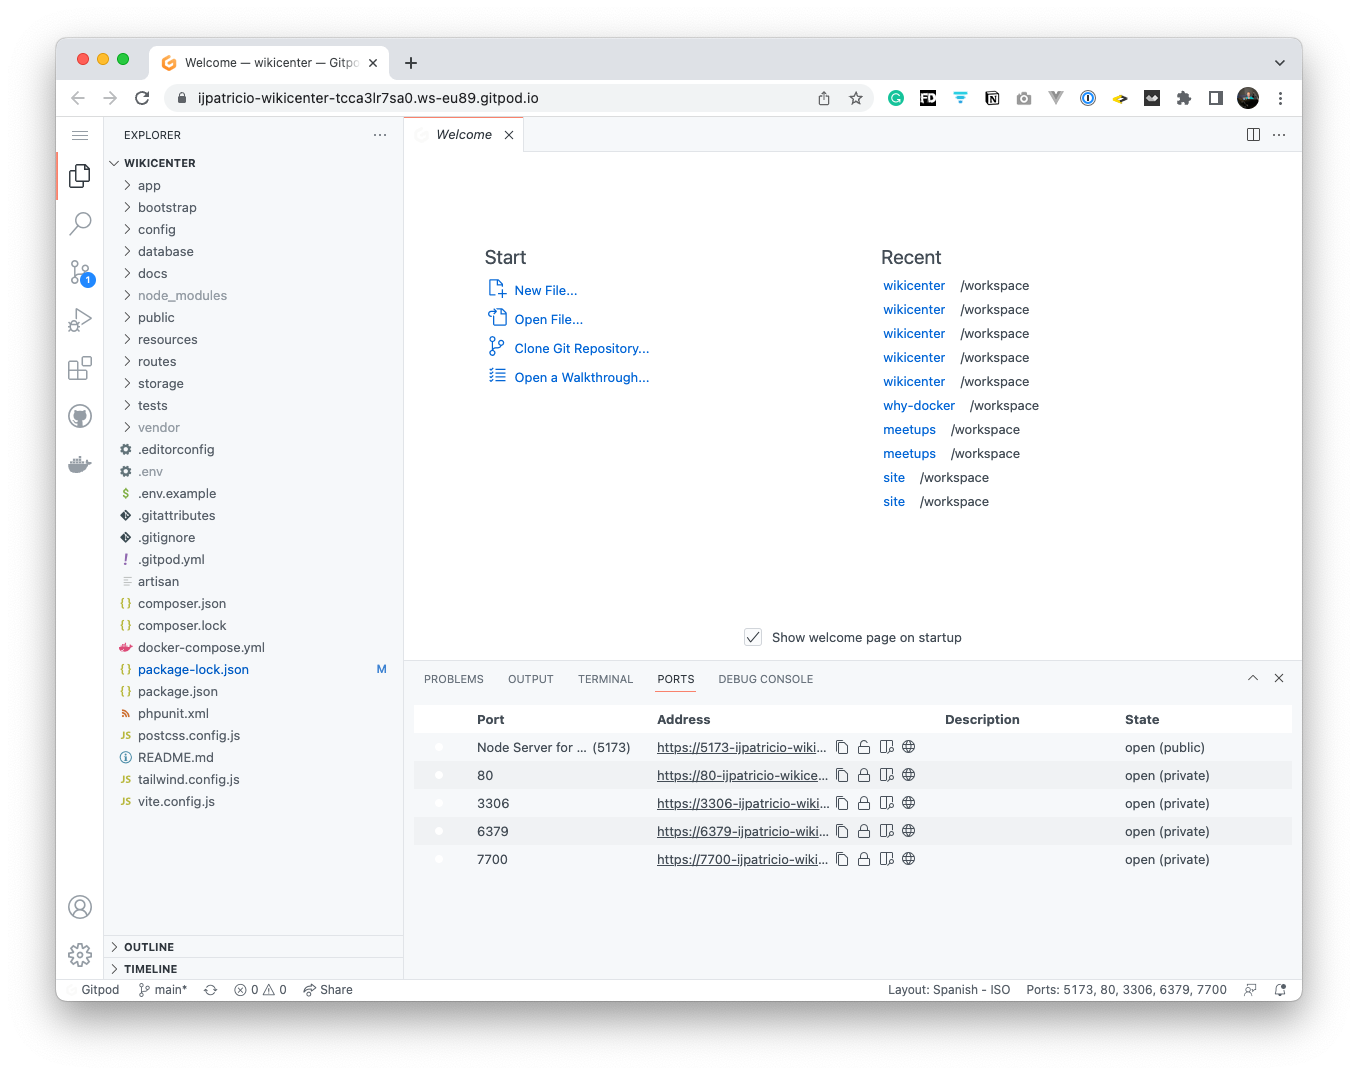 Welcome — wikicenter — Gitpo
ijpatricio-wikicenter-tcca3lr7sa0.ws-eu89.gitpod.io
FD
EXPLORER
WIKICENTER
app
bootstrap
config
database
docs
node_modules
public
resources
routes
storage
tests
vendor
.editorconfig
.env
$ .env.example
.gitattributes
.gitignore
! .gitpod.yml
artisan
{} composer.json
{} composer.lock
docker-compose.yml
{} package-lock.json M
{} package.json
phpunit.xml
JS postcss.config.js
README.md
JS tailwind.config.js
JS vite.config.js
OUTLINE
TIMELINE
1
Welcome
Start
New File...
Open File...
Clone Git Repository...
Open a Walkthrough...
Recent
wikicenter /workspace
wikicenter /workspace
wikicenter /workspace
wikicenter /workspace
wikicenter /workspace
why-docker /workspace
meetups /workspace
meetups /workspace
site /workspace
site /workspace
Show welcome page on startup
PROBLEMS OUTPUT TERMINAL PORTS DEBUG CONSOLE
Port Address Description State
Node Server for ... (5173) https://5173-ijpatricio-wiki... open (public)
80 https://80-ijpatricio-wikice... open (private)
3306 https://3306-ijpatricio-wiki... open (private)
6379 https://6379-ijpatricio-wiki... open (private)
7700 https://7700-ijpatricio-wiki... open (private)
Gitpod main* 0 0 Share Layout: Spanish - ISO Ports: 5173, 80, 3306, 6379, 7700